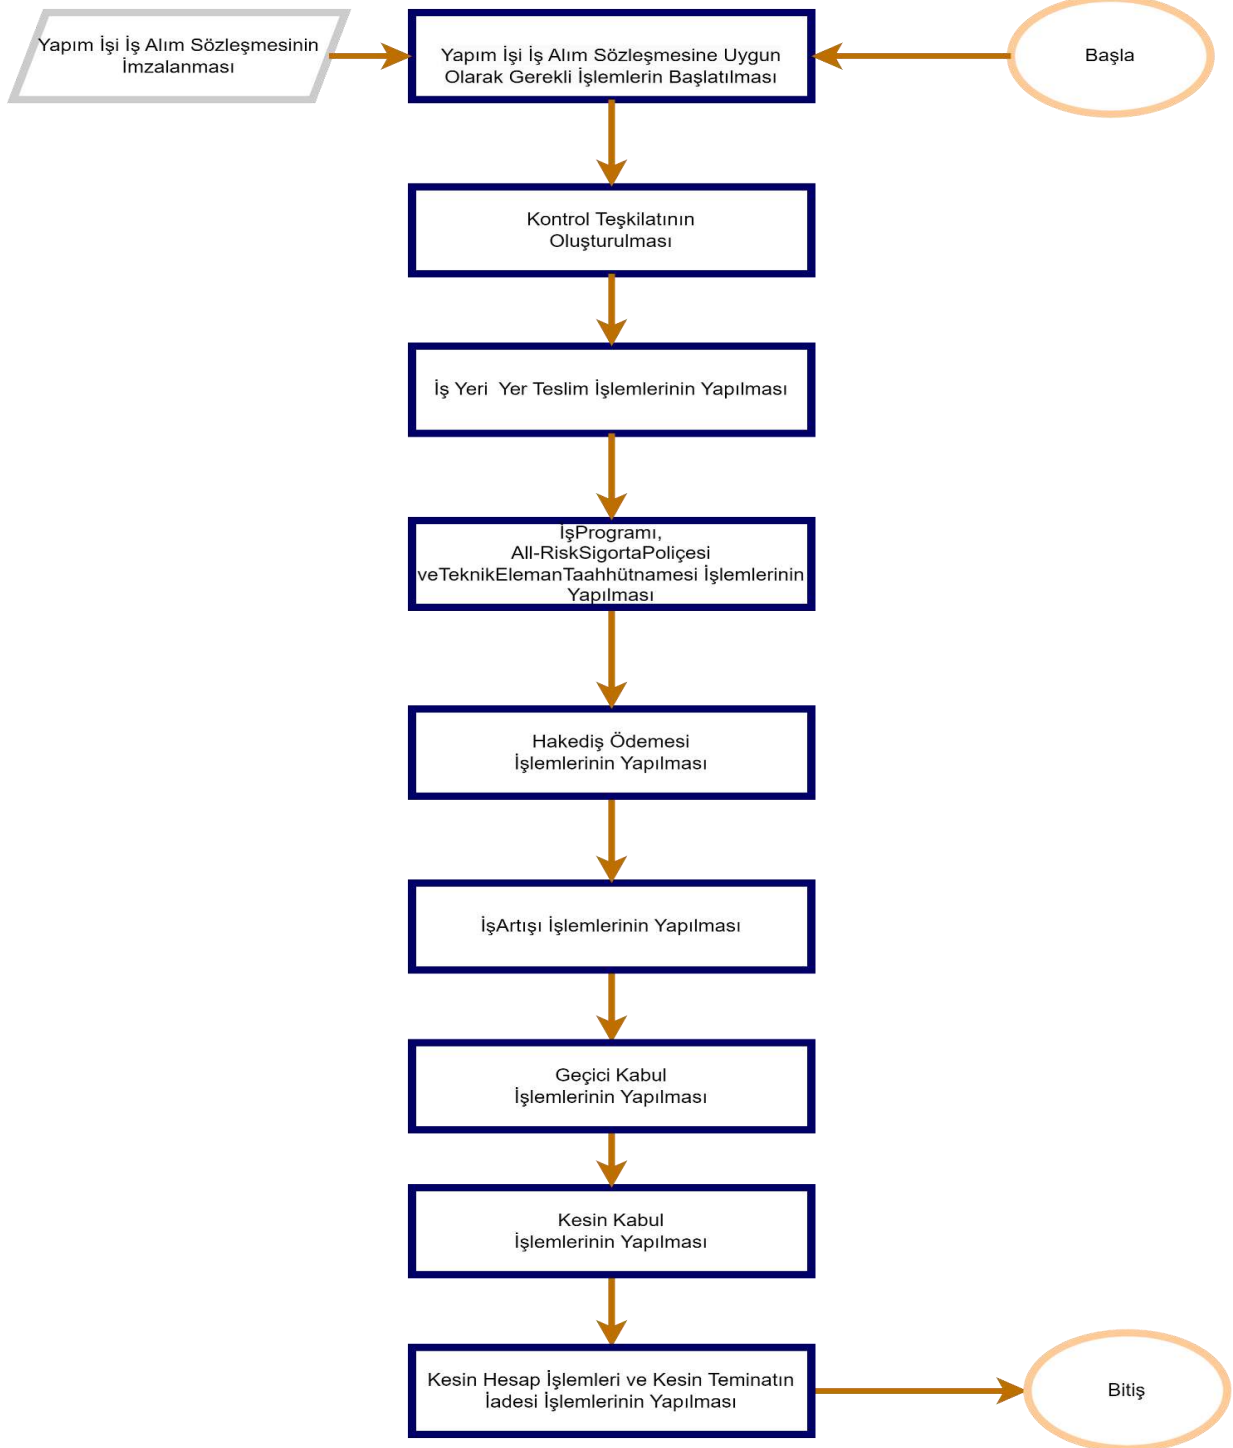 Yapım İşi İş Alım Sözleşmesinin
İmzalanması
Yapım İşi İş Alım Sözleşmesine Uygun
Olarak Gerekli İşlemlerin Başlatılması
Başla
Kontrol Teşkilatının
Oluşturulması
İş Yeri  Yer Teslim İşlemlerinin Yapılması
İşProgramı,
All-RiskSigortaPoliçesi
veTeknikElemanTaahhütnamesi İşlemlerinin
Yapılması
Hakediş Ödemesi
İşlemlerinin Yapılması
İşArtışı İşlemlerinin Yapılması
Geçici Kabul
İşlemlerinin Yapılması
Kesin Kabul
İşlemlerinin Yapılması
Kesin Hesap İşlemleri ve Kesin Teminatın
İadesi İşlemlerinin Yapılması
Bitiş